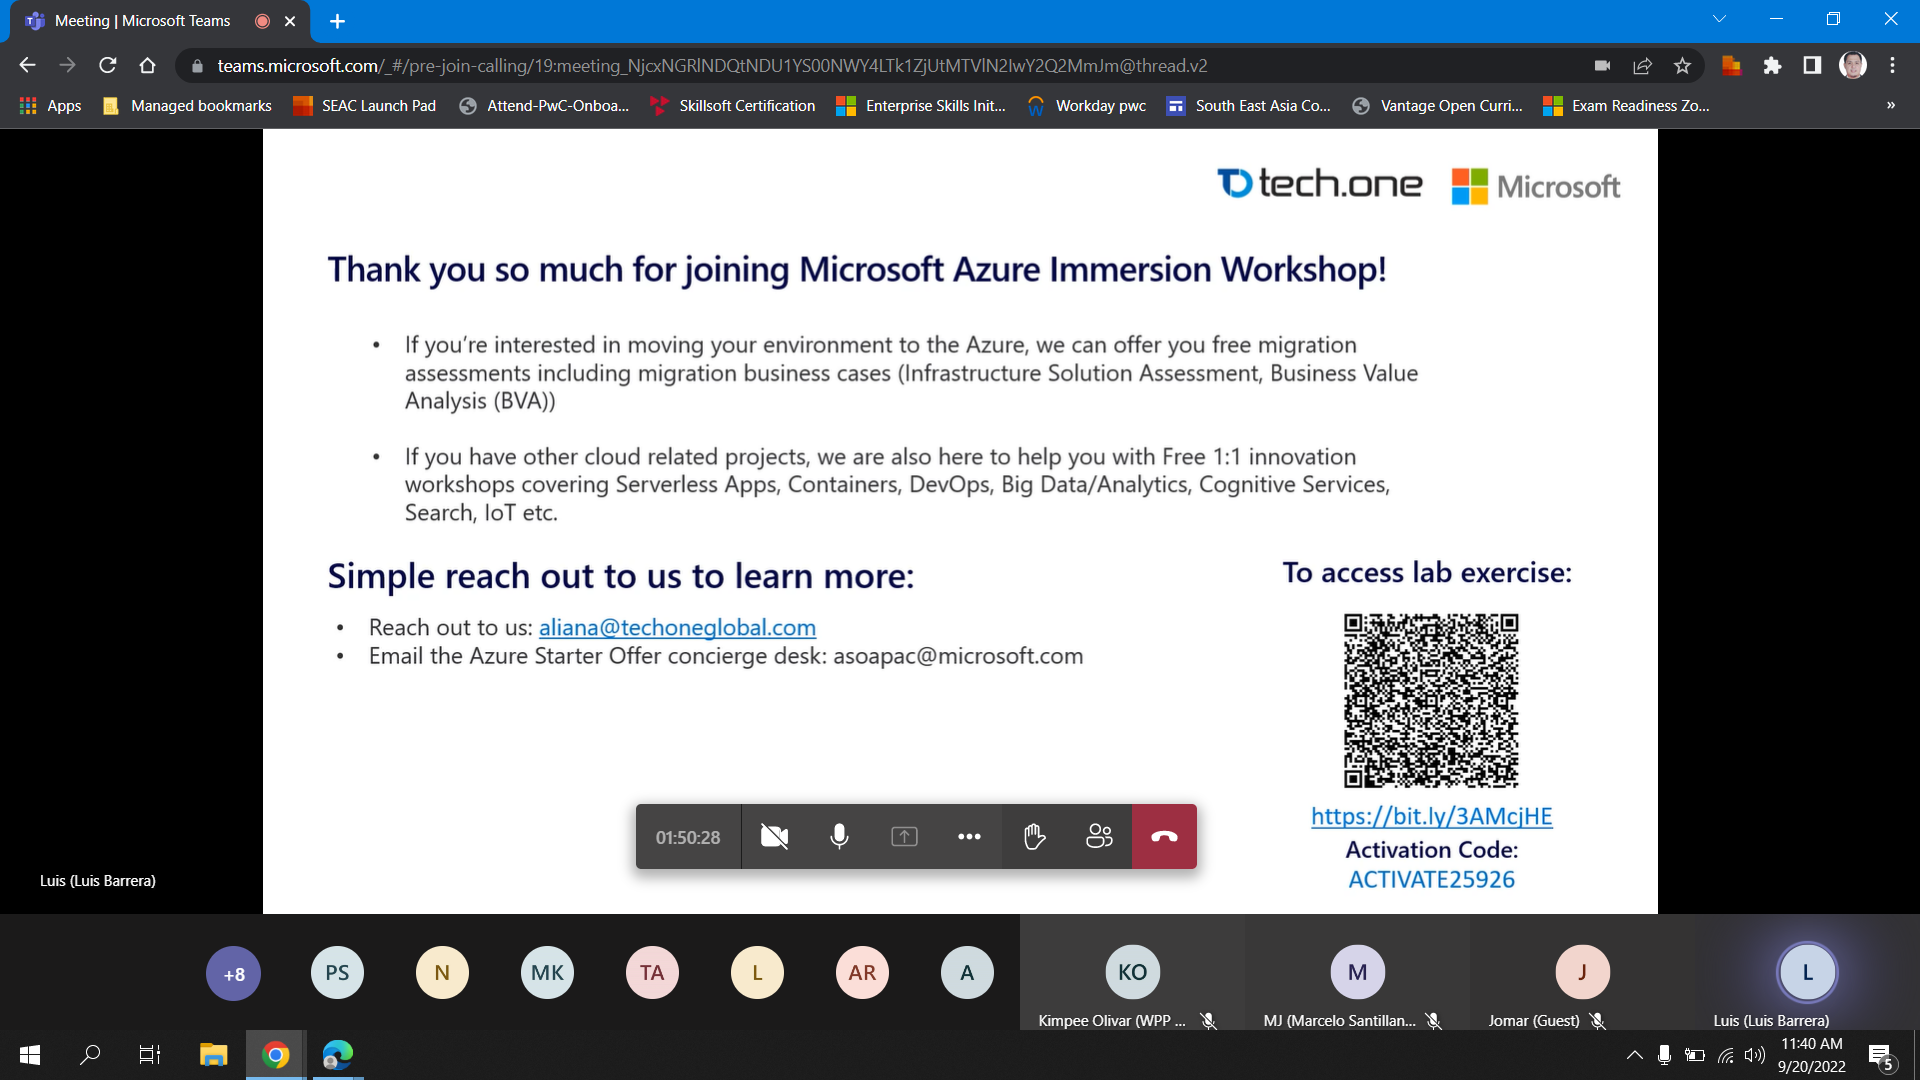 Meeting | Microsoft Teams
teams.microsoft.com/_#/pre-join-calling/19:meeting_NjcxNGRlNDQtNDU1YS00NWY4LTk1ZjUtMTVlN2IwY2Q2MmJm@thread.v2
Apps Managed bookmarks SEAC Launch Pad Attend-PwC-Onboa... Skillsoft Certification Enterprise Skills Init... Workday pwc South East Asia Co... Vantage Open Curri... Exam Readiness Zo... »
tech.one Microsoft
Thank you so much for joining Microsoft Azure Immersion Workshop!
• If you’re interested in moving your environment to the Azure, we can offer you free migration
assessments including migration business cases (Infrastructure Solution Assessment, Business Value
Analysis (BVA))
• If you have other cloud related projects, we are also here to help you with Free 1:1 innovation
workshops covering Serverless Apps, Containers, DevOps, Big Data/Analytics, Cognitive Services,
Search, IoT etc.
Simple reach out to us to learn more:
• Reach out to us: aliana@techoneglobal.com
• Email the Azure Starter Offer concierge desk: asoapac@microsoft.com
To access lab exercise:
https://bit.ly/3AMcjHE
Activation Code:
ACTIVATE25926
01:50:28
Luis (Luis Barrera)
+8 PS N MK TA L AR A KO M J L
Kimpee Olivar (WPP ... MJ (Marcelo Santillan... Jomar (Guest) Luis (Luis Barrera)
11:40 AM
9/20/2022
5